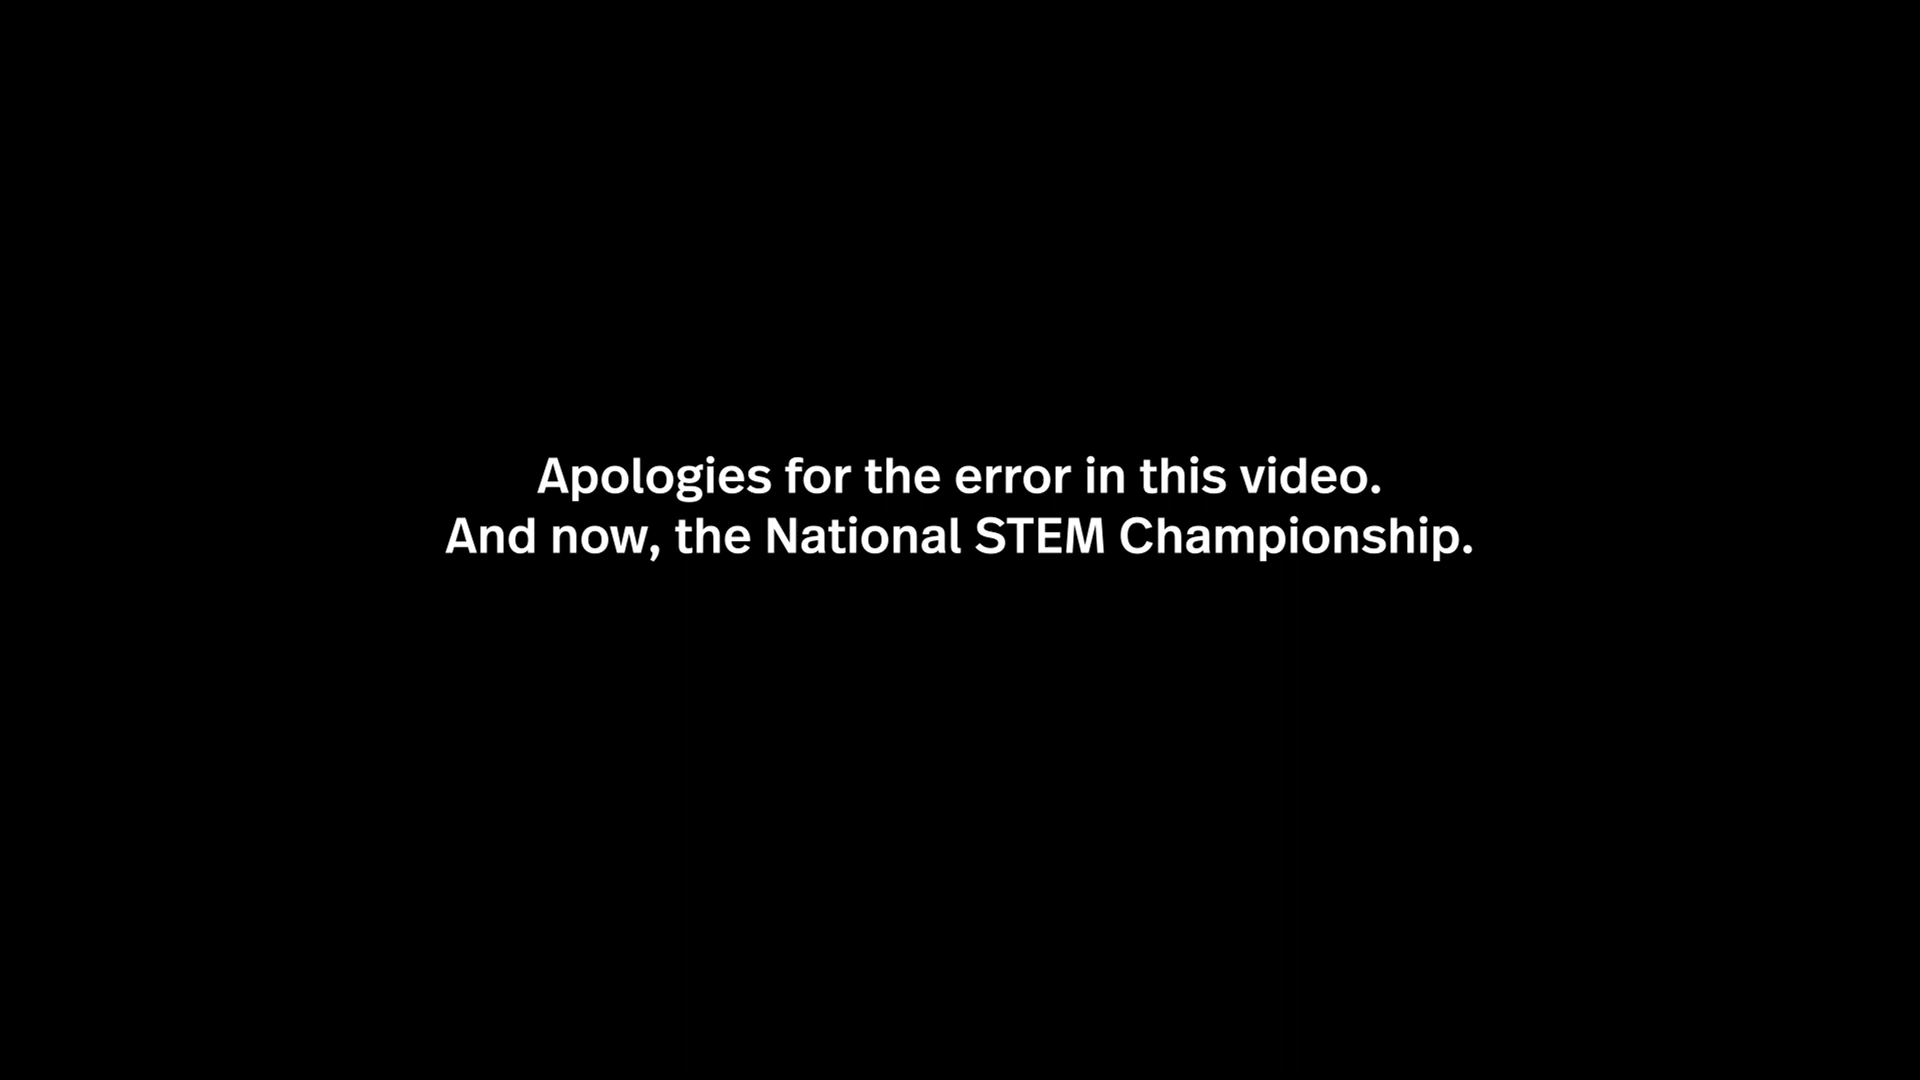 Apologies for the error in this video.
And now, the National STEM Championship.